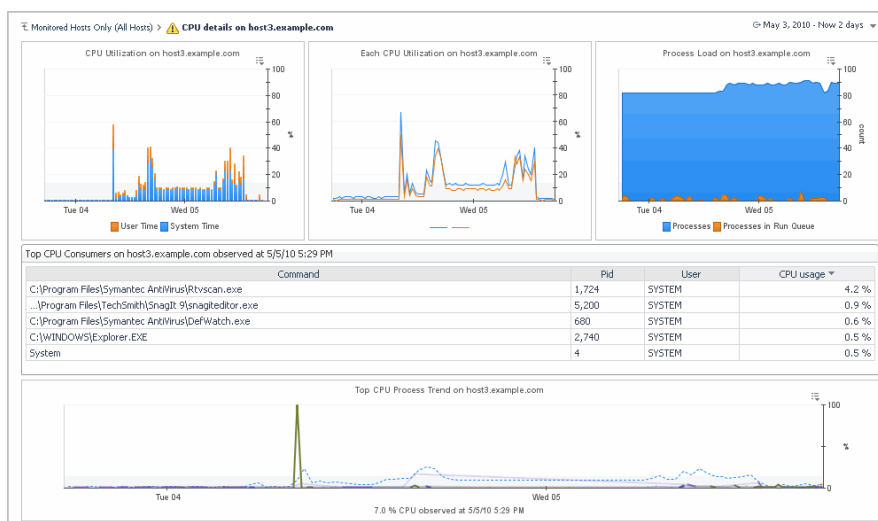 Monitored Hosts Only (All Hosts) > CPU details on host3.example.com
May 3, 2010 - Now 2 days
CPU Utilization on host3.example.com
100
80
60
40
20
0
%
Tue 04 Wed 05
User Time System Time
Each CPU Utilization on host3.example.com
100
80
60
40
20
0
%
Tue 04 Wed 05
Process Load on host3.example.com
100
80
60
40
20
0
count
Tue 04 Wed 05
Processes Processes in Run Queue
Top CPU Consumers on host3.example.com observed at 5/5/10 5:29 PM
Command Pid User CPU usage
C:\Program Files\Symantec AntiVirus\Rtvscan.exe 1,724 SYSTEM 4.2 %
...\Program Files\TechSmith\SnagIt 9\snagiteditor.exe 5,200 SYSTEM 0.9 %
C:\Program Files\Symantec AntiVirus\DefWatch.exe 680 SYSTEM 0.6 %
C:\WINDOWS\Explorer.EXE 2,740 SYSTEM 0.5 %
System 4 SYSTEM 0.5 %
Top CPU Process Trend on host3.example.com
100
0
%
Tue 04 Wed 05
7.0 % CPU observed at 5/5/10 5:29 PM